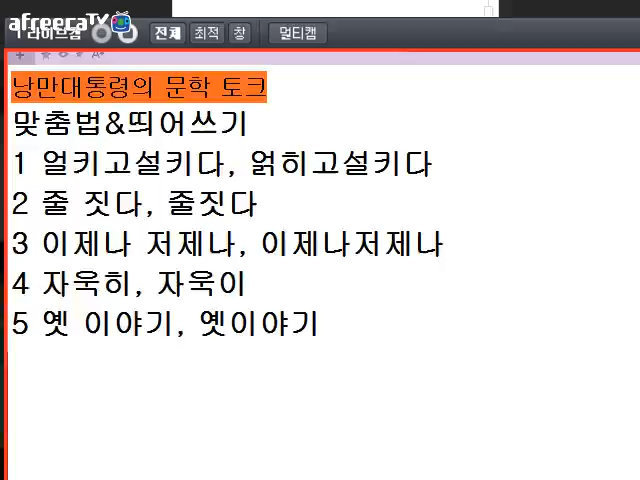 afreecaTV
라이브캠 전체 최적 창 멀티캠
낭만대통령의 문학 토크
맞춤법&띄어쓰기
1 얼키고설키다, 얽히고설키다
2 줄 짓다, 줄짓다
3 이제나 저제나, 이제나저제나
4 자욱히, 자욱이
5 옛 이야기, 옛이야기